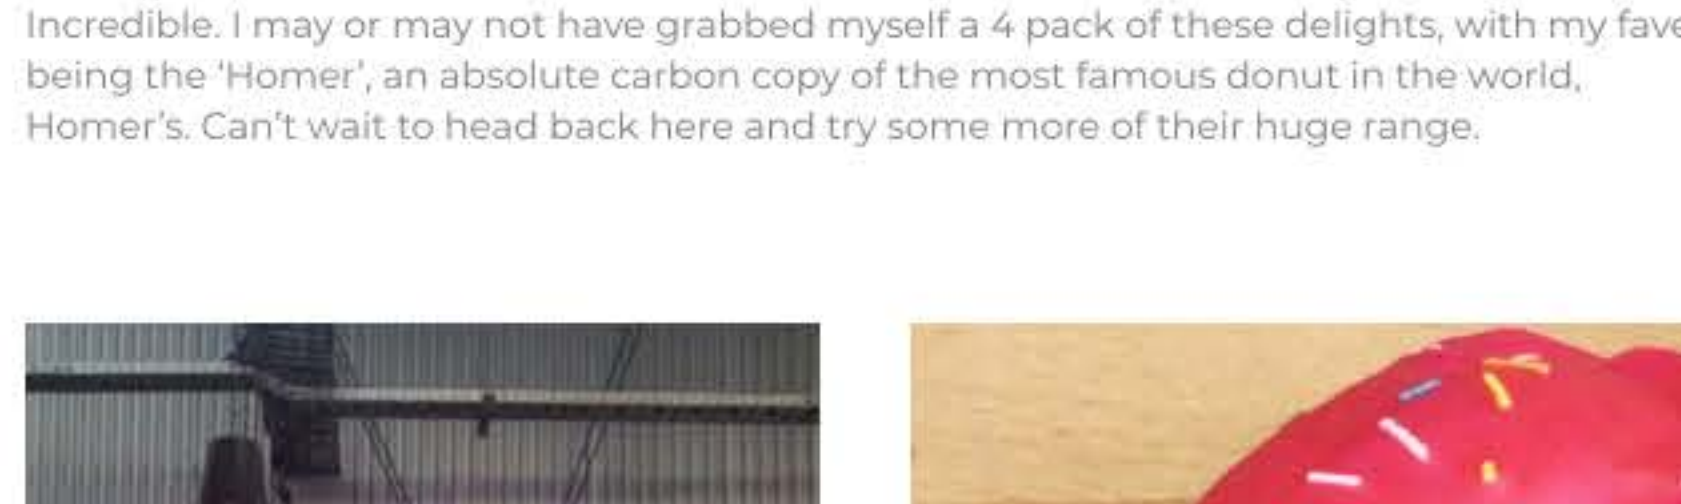 Incredible. I may or may not have grabbed myself a 4 pack of these delights, with my fave
being the ‘Homer’, an absolute carbon copy of the most famous donut in the world,
Homer’s. Can’t wait to head back here and try some more of their huge range.